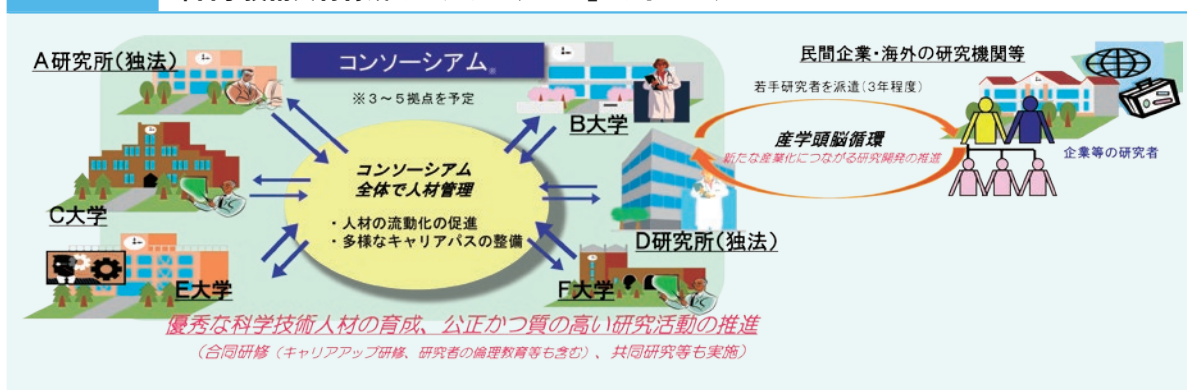 A研究所(独法)
コンソーシアム※
※3~5拠点を予定
B大学
C大学
コンソーシアム
全体で人材管理
・人材の流動化の促進
・多様なキャリアパスの整備
D研究所(独法)
E大学
F大学
優秀な科学技術人材の育成、公正かつ質の高い研究活動の推進
(合同研修(キャリアアップ研修、研究者の倫理教育等も含む)、共同研究等も実施)
民間企業・海外の研究機関等
若手研究者を派遣(3年程度)
産学頭脳循環
新たな産業化につながる研究開発の推進
企業等の研究者